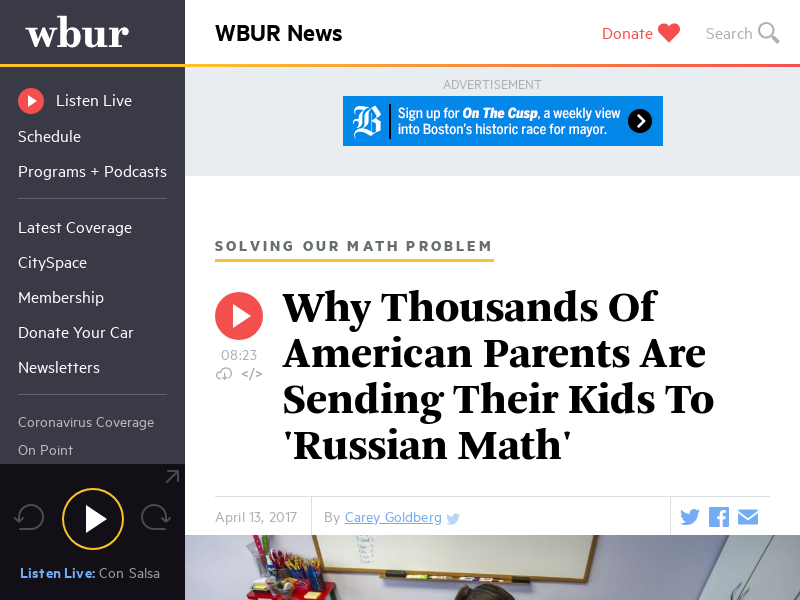 wbur
WBUR News
Donate
Search
Listen Live
Schedule
Programs + Podcasts
Latest Coverage
CitySpace
Membership
Donate Your Car
Newsletters
Coronavirus Coverage
On Point
Listen Live: Con Salsa
ADVERTISEMENT
B
Sign up for On The Cusp, a weekly view
into Boston's historic race for mayor.
SOLVING OUR MATH PROBLEM
08:23
</>
Why Thousands Of
American Parents Are
Sending Their Kids To
'Russian Math'
April 13, 2017
By Carey Goldberg